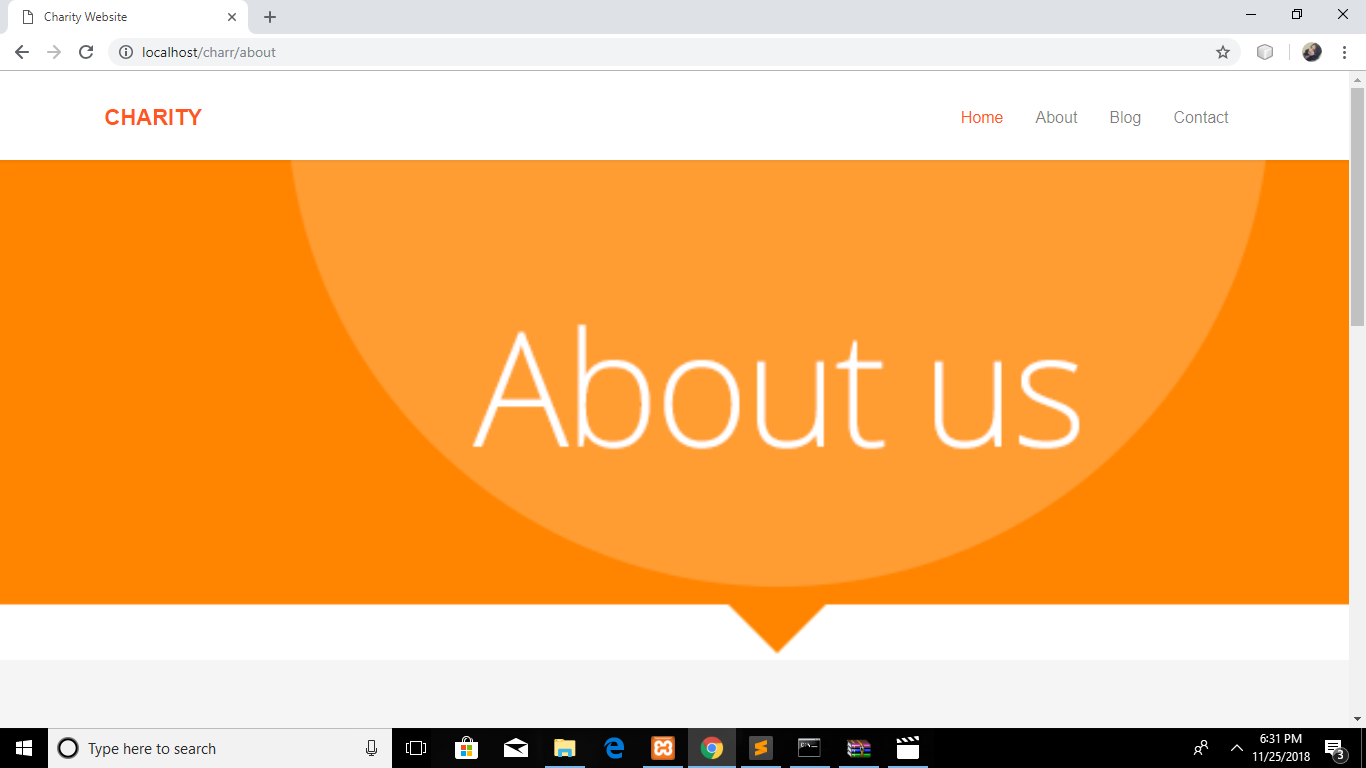 Charity Website
localhost/charr/about
CHARITY
Home About Blog Contact
About us
Type here to search
6:31 PM
11/25/2018
3